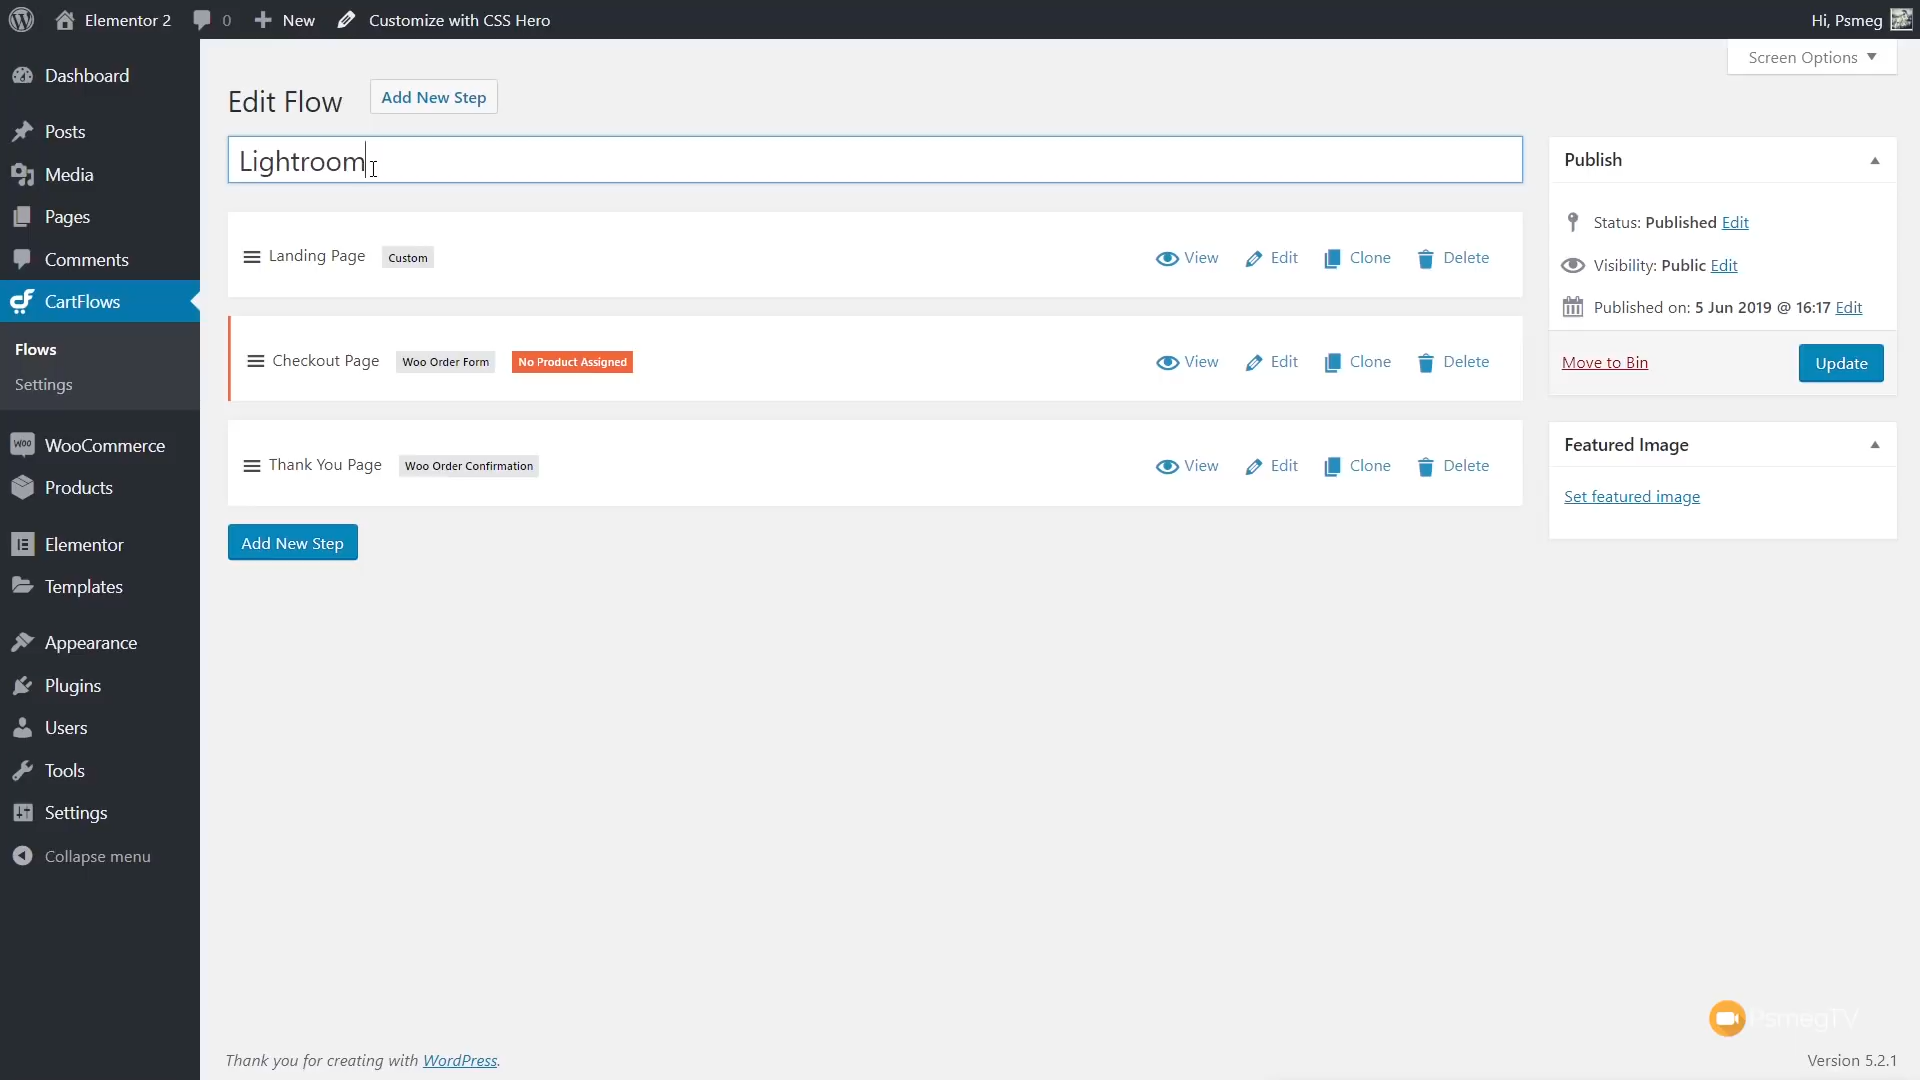 Elementor 2
0
New
Customize with CSS Hero
Hi, Psmeg
Screen Options
Dashboard
Posts
Media
Pages
Comments
CartFlows
Flows
Settings
WooCommerce
Products
Elementor
Templates
Appearance
Plugins
Users
Tools
Settings
Collapse menu
Edit Flow
Add New Step
Lightroom
Landing Page Custom View Edit Clone Delete
Checkout Page Woo Order Form No Product Assigned View Edit Clone Delete
Thank You Page Woo Order Confirmation View Edit Clone Delete
Add New Step
Publish
Status: Published Edit
Visibility: Public Edit
Published on: 5 Jun 2019 @ 16:17 Edit
Move to Bin
Update
Featured Image
Set featured image
PsmegTV
Thank you for creating with WordPress.
Version 5.2.1